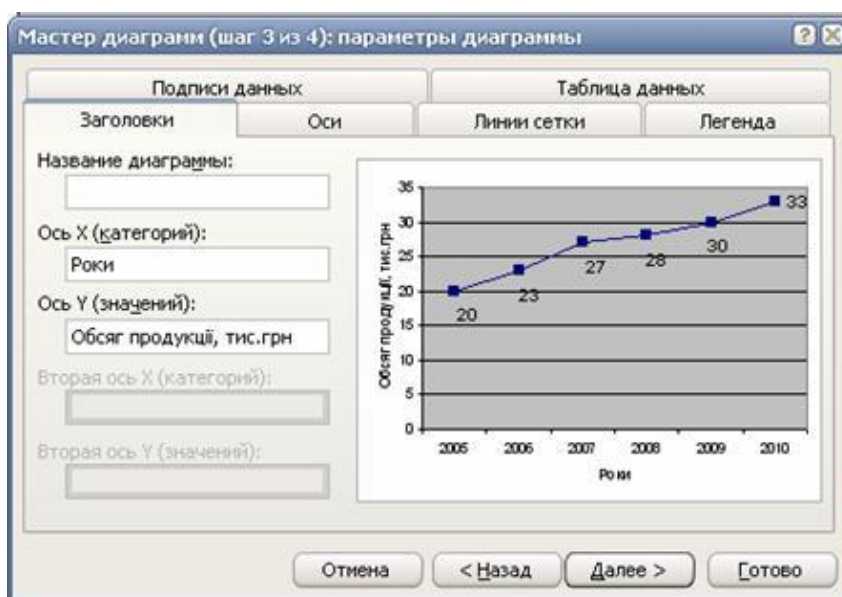 Мастер диаграмм (шаг 3 из 4): параметры диаграммы
Подписи данных
Таблица данных
Заголовки
Оси
Линии сетки
Легенда
Название диаграммы:
Ось X (категорий):
Роки
Ось Y (значений):
Обсяг продукції, тис.грн
Вторая ось X (категорий):
Вторая ось Y (значений):
Обсяг продукції, тис.грн
35
30
25
20
15
10
5
0
20
23
27
28
30
33
2005 2006 2007 2008 2009 2010
Роки
Отмена
< Назад
Далее >
Готово